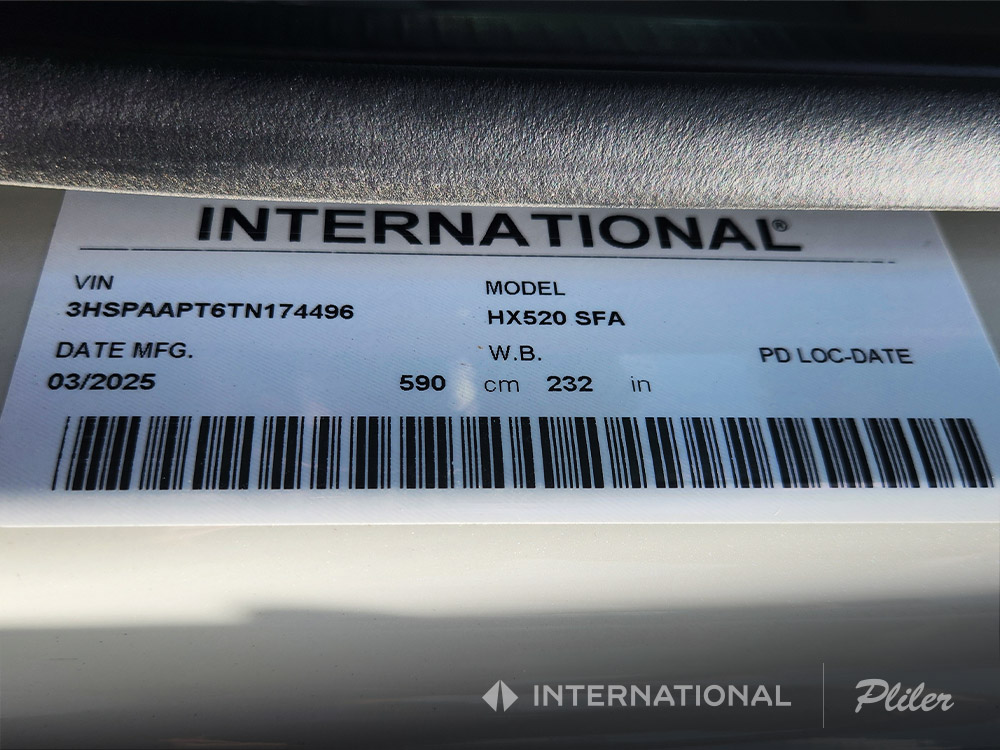 INTERNATIONAL®
VIN MODEL
3HSPAAPT6TN174496 HX520 SFA
DATE MFG. W.B. PD LOC-DATE
03/2025 590 cm 232 in
INTERNATIONAL Pliler